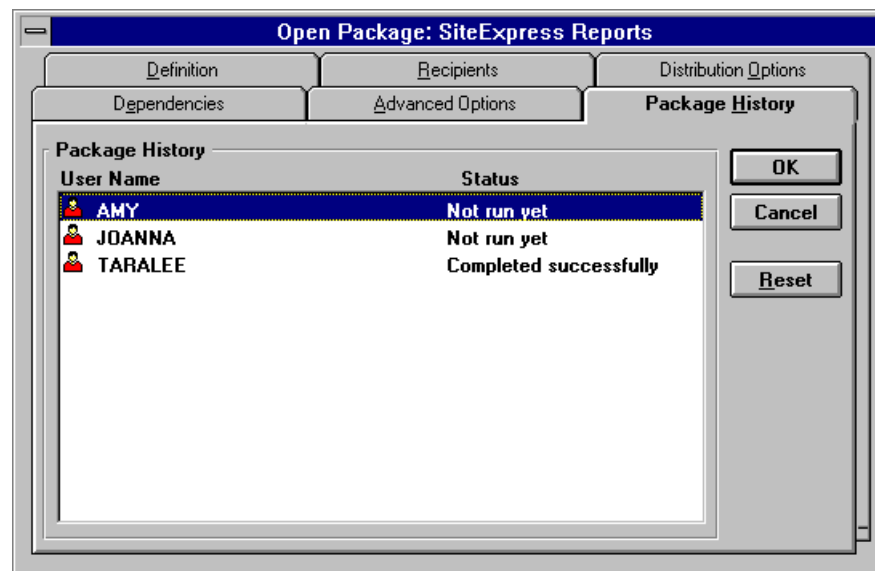 Open Package: SiteExpress Reports
Definition Recipients Distribution Options
Dependencies Advanced Options Package History
Package History
User Name Status
AMY Not run yet
JOANNA Not run yet
TARALEE Completed successfully
OK
Cancel
Reset